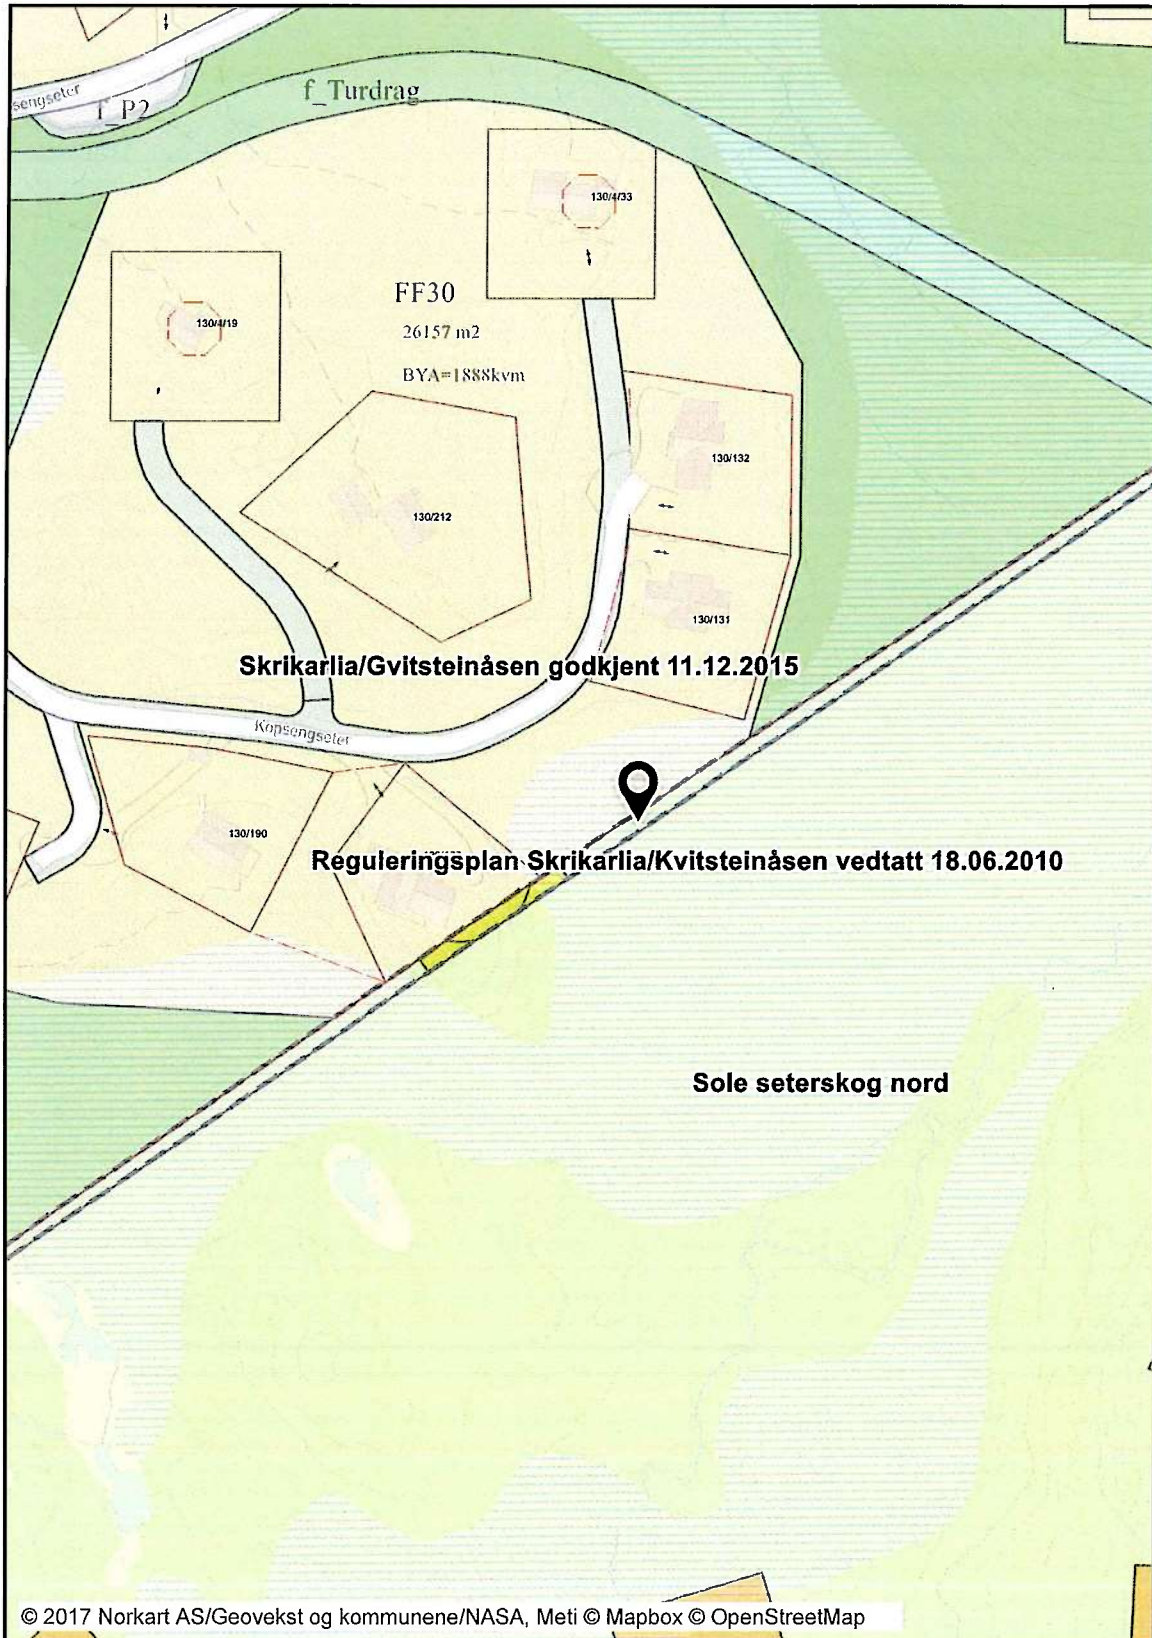 sengseter
f_P2
f_Turdrag
130/4/33
FF30
130/4/19
26157 m2
BYA=1888kvm
130/132
130/212
130/131
Skrikarlia/Gvitsteinåsen godkjent 11.12.2015
Kopsengseter
130/190
Reguleringsplan Skrikarlia/Kvitsteinåsen vedtatt 18.06.2010
Sole seterskog nord
© 2017 Norkart AS/Geovekst og kommunene/NASA, Meti © Mapbox © OpenStreetMap